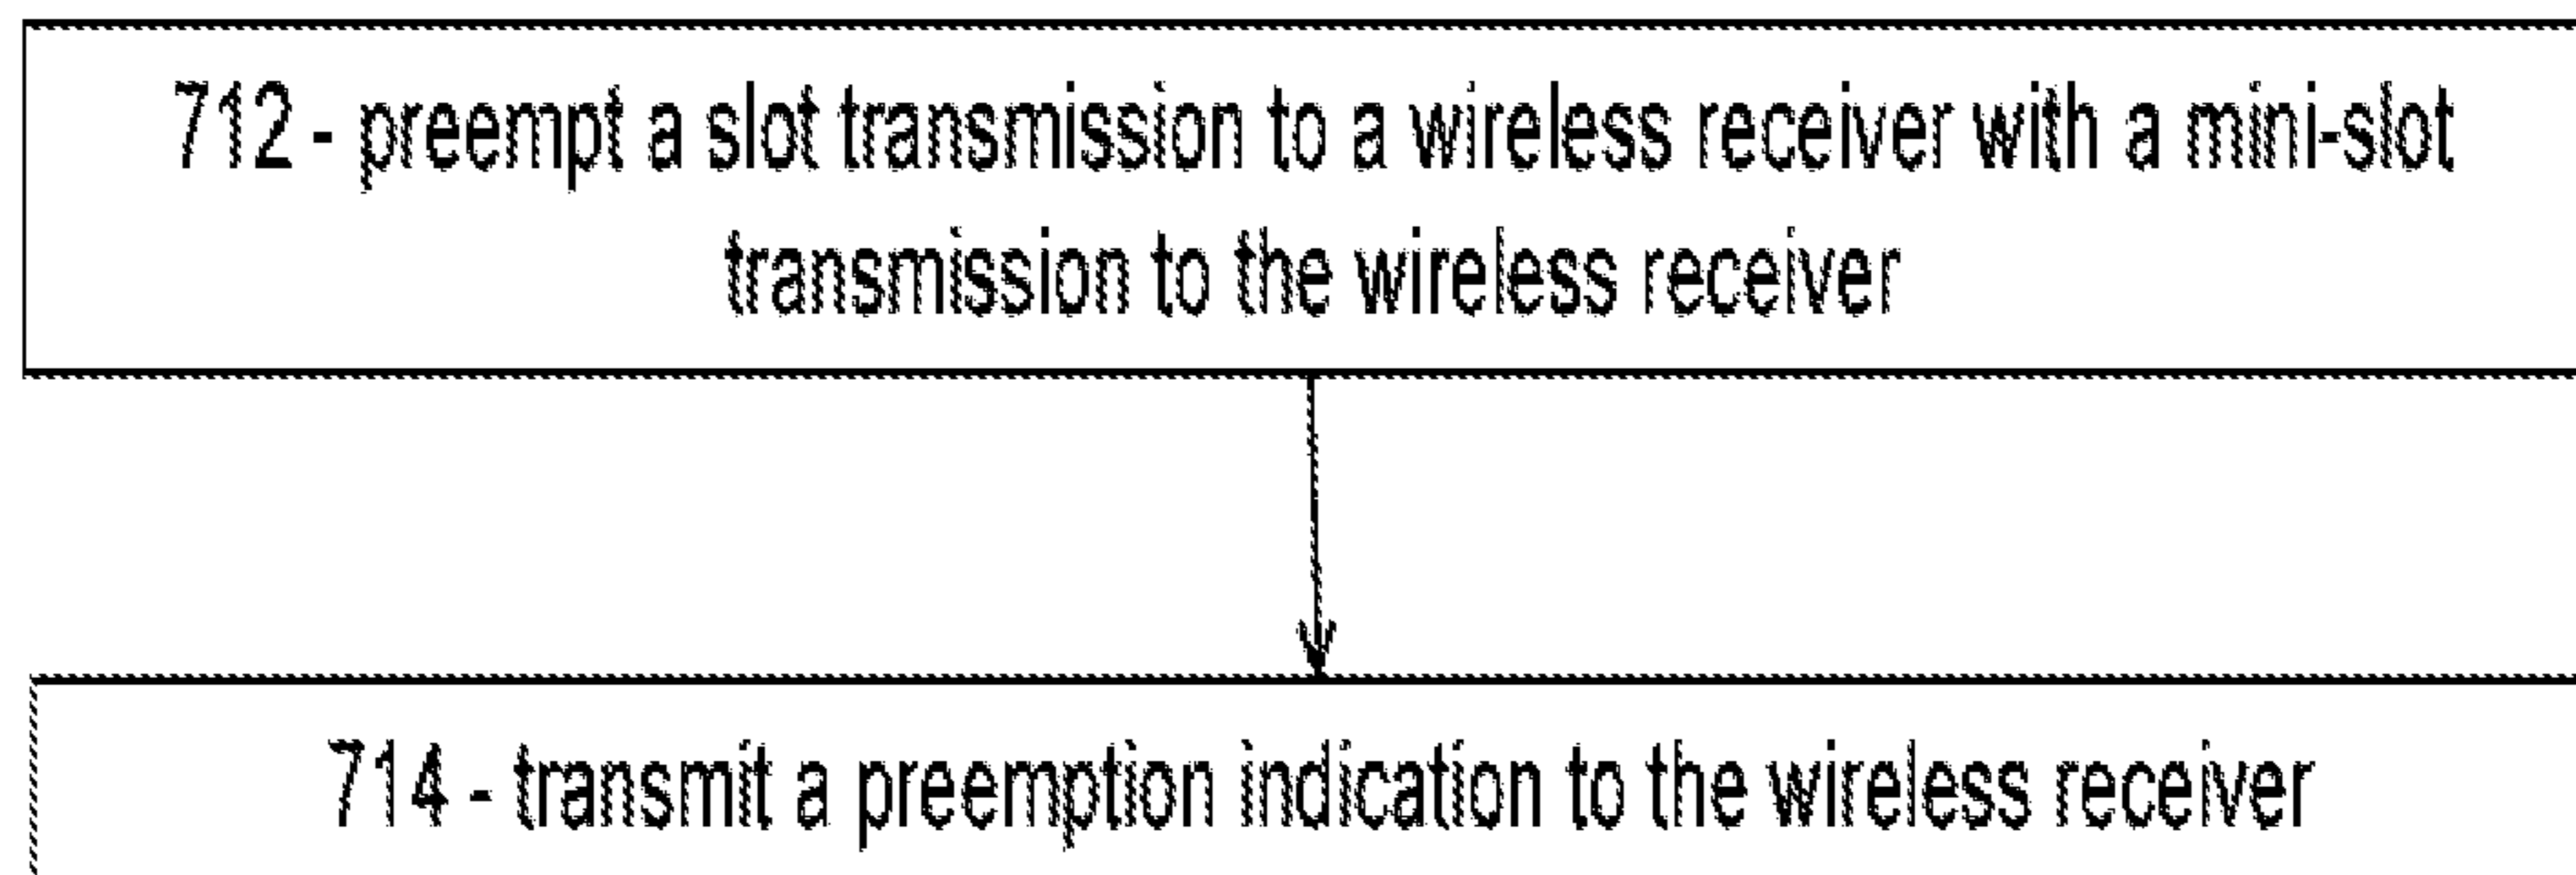 712 - preempt a slot transmission to a wireless receiver with a mini-slot
transmission to the wireless receiver
714 - transmit a preemption indication to the wireless receiver